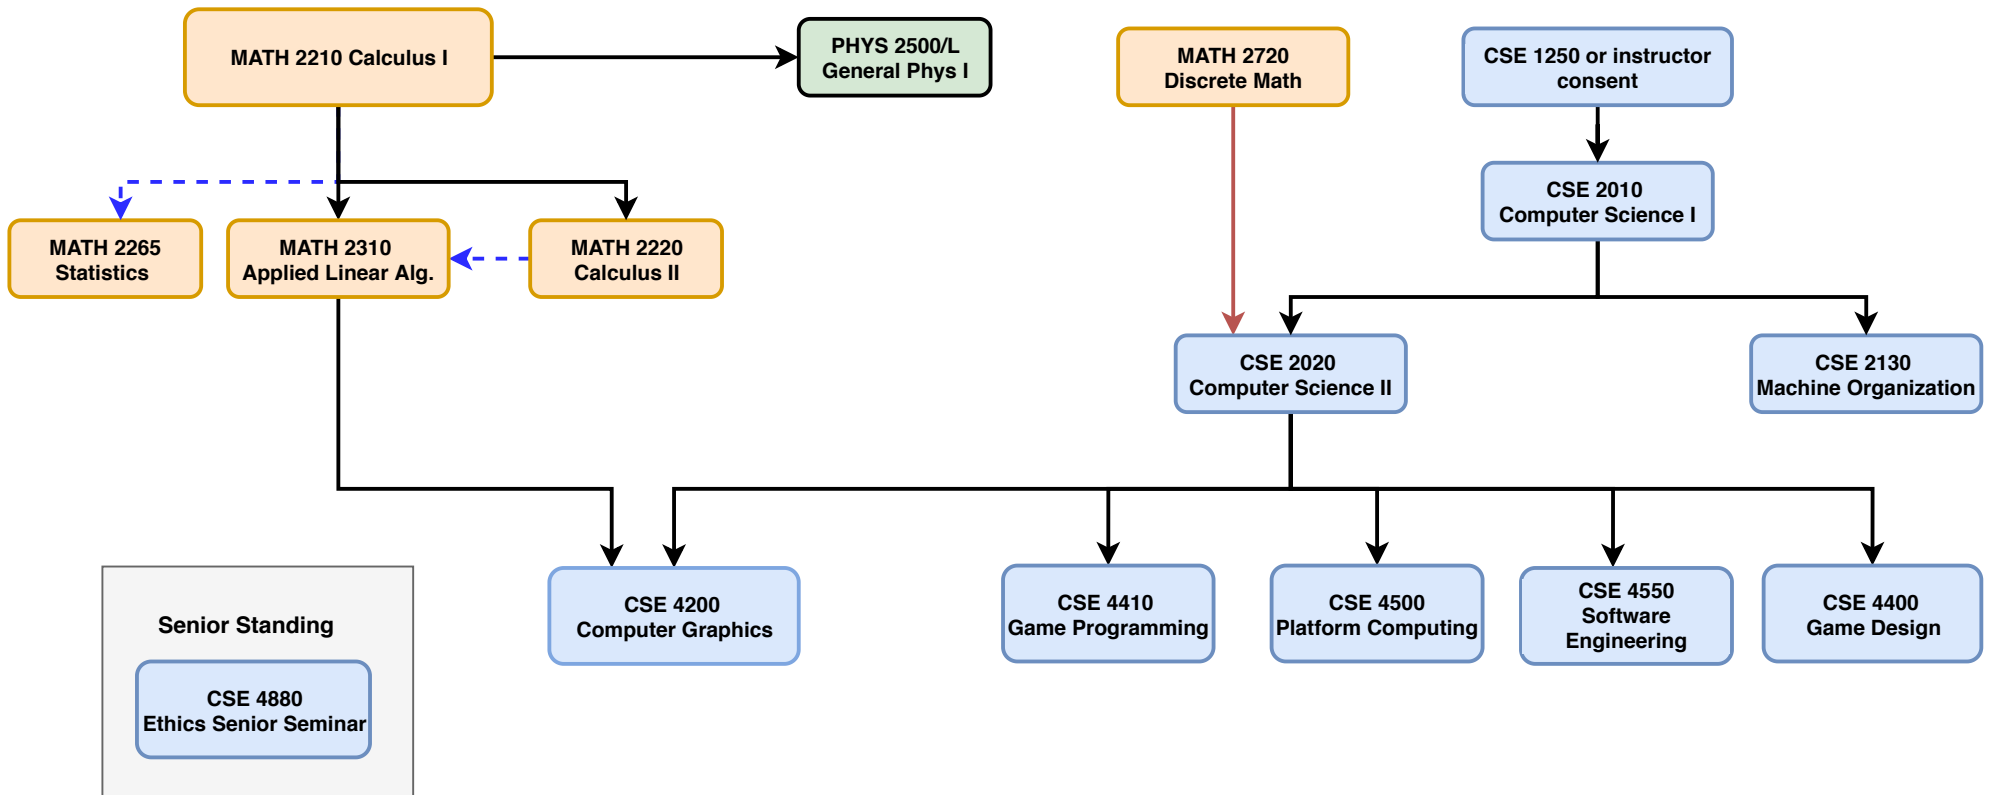 MATH 2210 Calculus I
PHYS 2500/L
General Phys I
MATH 2720
Discrete Math
CSE 1250 or instructor
consent
CSE 2010
Computer Science I
MATH 2265
Statistics
MATH 2310
Applied Linear Alg.
MATH 2220
Calculus II
CSE 2020
Computer Science II
CSE 2130
Machine Organization
Senior Standing
CSE 4880
Ethics Senior Seminar
CSE 4200
Computer Graphics
CSE 4410
Game Programming
CSE 4500
Platform Computing
CSE 4550
Software
Engineering
CSE 4400
Game Design